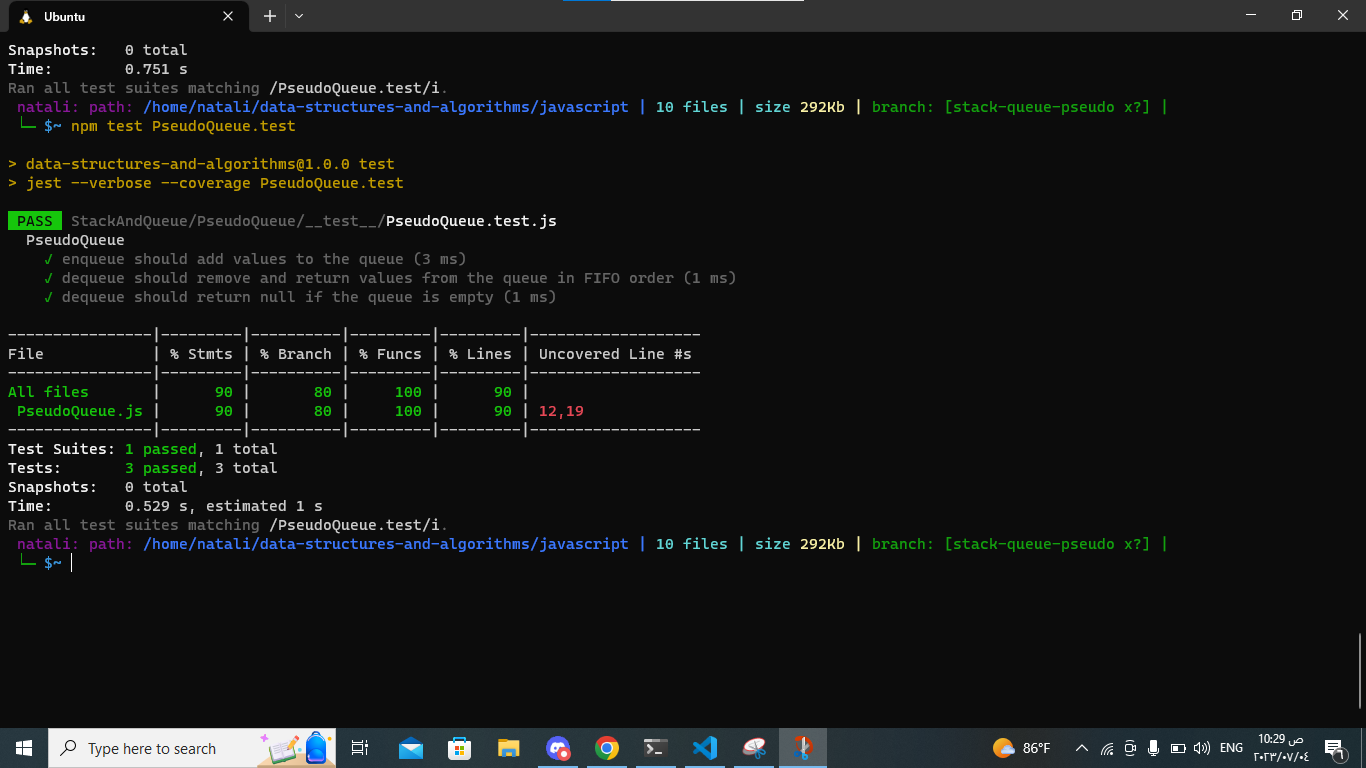 Ubuntu
Snapshots:   0 total
Time:        0.751 s
Ran all test suites matching /PseudoQueue.test/i.
natali: path: /home/natali/data-structures-and-algorithms/javascript | 10 files | size 292Kb | branch: [stack-queue-pseudo x?] |
└─ $~ npm test PseudoQueue.test
> data-structures-and-algorithms@1.0.0 test
> jest --verbose --coverage PseudoQueue.test
PASS  StackAndQueue/PseudoQueue/__test__/PseudoQueue.test.js
PseudoQueue
√ enqueue should add values to the queue (3 ms)
√ dequeue should remove and return values from the queue in FIFO order (1 ms)
√ dequeue should return null if the queue is empty (1 ms)
----------------|---------|----------|---------|---------|-------------------
File            | % Stmts | % Branch | % Funcs | % Lines | Uncovered Line #s
----------------|---------|----------|---------|---------|-------------------
All files       |      90 |       80 |     100 |      90 |
PseudoQueue.js |      90 |       80 |     100 |      90 | 12,19
----------------|---------|----------|---------|---------|-------------------
Test Suites: 1 passed, 1 total
Tests:       3 passed, 3 total
Snapshots:   0 total
Time:        0.529 s, estimated 1 s
Ran all test suites matching /PseudoQueue.test/i.
natali: path: /home/natali/data-structures-and-algorithms/javascript | 10 files | size 292Kb | branch: [stack-queue-pseudo x?] |
└─ $~
Type here to search
86°F
ENG
10:29 ص
٢٠٢٣/٠٧/٠٤
1